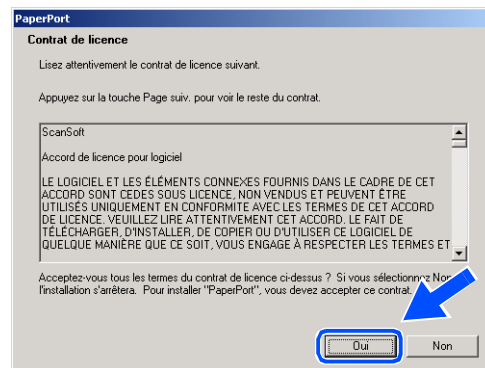 PaperPort
Contrat de licence
Lisez attentivement le contrat de licence suivant.
Appuyez sur la touche Page suiv. pour voir le reste du contrat.
ScanSoft
Accord de licence pour logiciel
LE LOGICIEL ET LES ÉLÉMENTS CONNEXES FOURNIS DANS LE CADRE DE CET
ACCORD SONT CEDES SOUS LICENCE, NON VENDUS ET PEUVENT ÊTRE
UTILISÉS UNIQUEMENT EN CONFORMITE AVEC LES TERMES DE CET ACCORD
DE LICENCE. VEUILLEZ LIRE ATTENTIVEMENT CET ACCORD. LE FAIT DE
TÉLÉCHARGER, D'INSTALLER, DE COPIER OU D'UTILISER CE LOGICIEL DE
QUELQUE MANIÈRE QUE CE SOIT, VOUS ENGAGE À RESPECTER LES TERMES ET
Acceptez-vous tous les termes du contrat de licence ci-dessus ? Si vous sélectionnez Non
l'installation s'arrêtera. Pour installer "PaperPort", vous devez accepter ce contrat.
Oui
Non